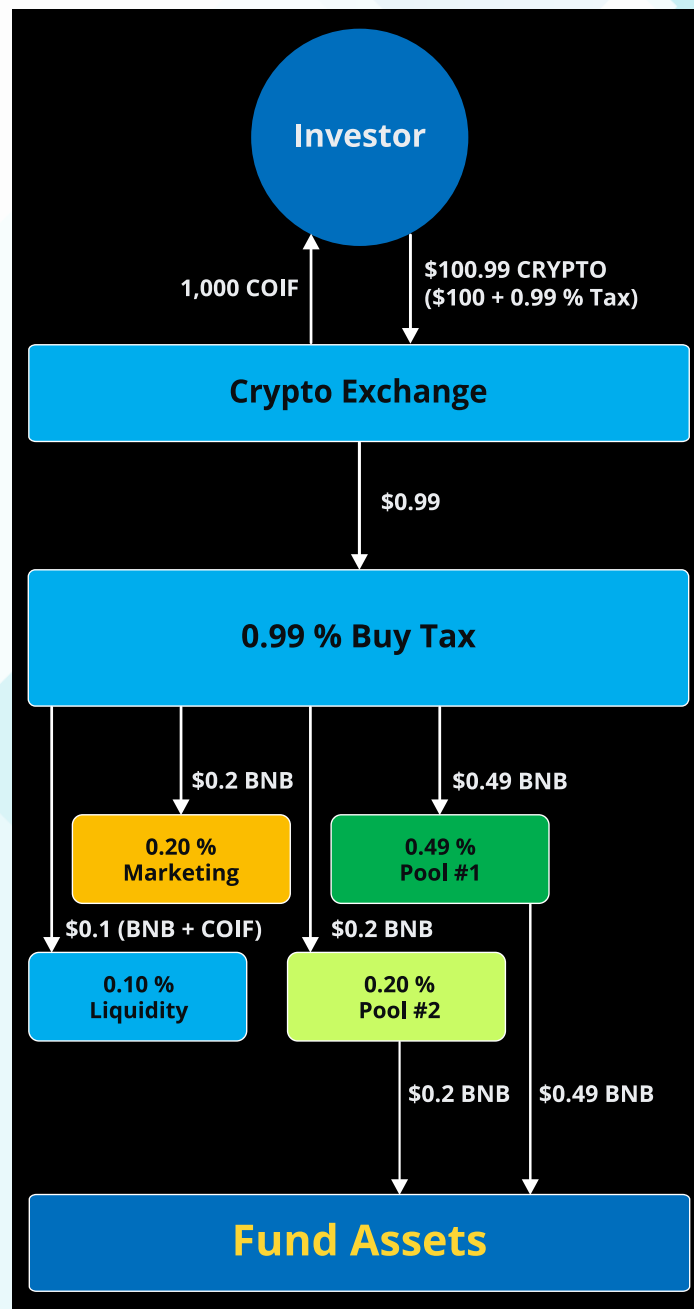 Investor
1,000 COIF
$100.99 CRYPTO
($100 + 0.99 % Tax)
Crypto Exchange
$0.99
0.99 % Buy Tax
$0.2 BNB
$0.49 BNB
0.20 %
Marketing
0.49 %
Pool #1
$0.1 (BNB + COIF)
$0.2 BNB
0.10 %
Liquidity
0.20 %
Pool #2
$0.2 BNB
$0.49 BNB
Fund Assets